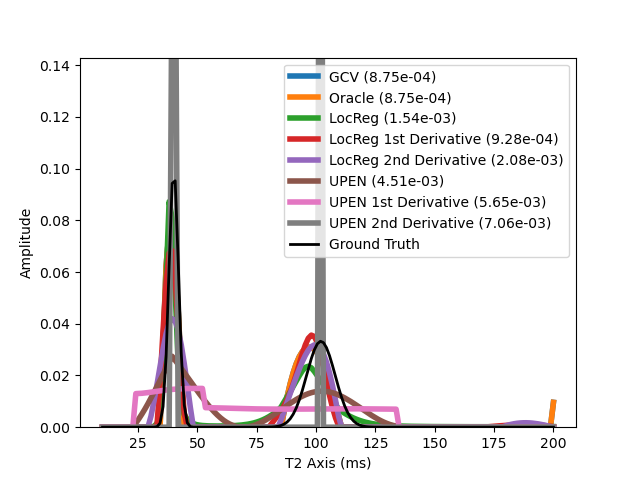 0.14
0.12
0.10
0.08
0.06
0.04
0.02
0.00
Amplitude
GCV (8.75e-04)
Oracle (8.75e-04)
LocReg (1.54e-03)
LocReg 1st Derivative (9.28e-04)
LocReg 2nd Derivative (2.08e-03)
UPEN (4.51e-03)
UPEN 1st Derivative (5.65e-03)
UPEN 2nd Derivative (7.06e-03)
Ground Truth
25 50 75 100 125 150 175 200
T2 Axis (ms)